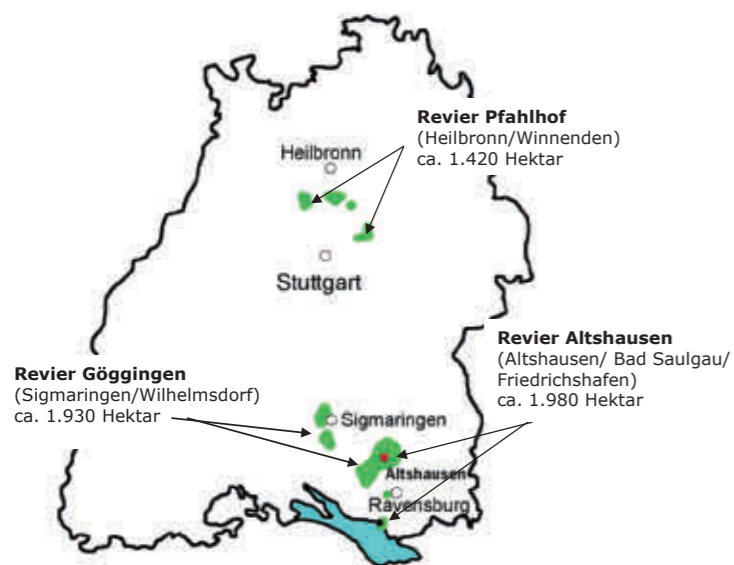 Revier Pfahlhof
(Heilbronn/Winnenden)
ca. 1.420 Hektar
Heilbronn
Stuttgart
Revier Altshausen
(Altshausen/ Bad Saulgau/
Friedrichshafen)
ca. 1.980 Hektar
Revier Göggingen
(Sigmaringen/Wilhelmsdorf)
ca. 1.930 Hektar
Sigmaringen
Altshausen
Ravensburg